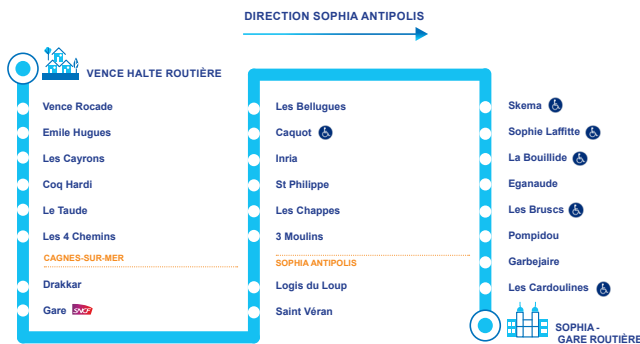 DIRECTION SOPHIA ANTIPOLIS
VENCE HALTE ROUTIÈRE
Vence Rocade
Emile Hugues
Les Cayrons
Coq Hardi
Le Taude
Les 4 Chemins
CAGNES-SUR-MER
Drakkar
Gare SNCF
Les Bellugues
Caquot
Inria
St Philippe
Les Chappes
3 Moulins
SOPHIA ANTIPOLIS
Logis du Loup
Saint Véran
Skema
Sophie Laffitte
La Bouillide
Eganaude
Les Bruscs
Pompidou
Garbejaire
Les Cardoulines
SOPHIA -
GARE ROUTIÈRE